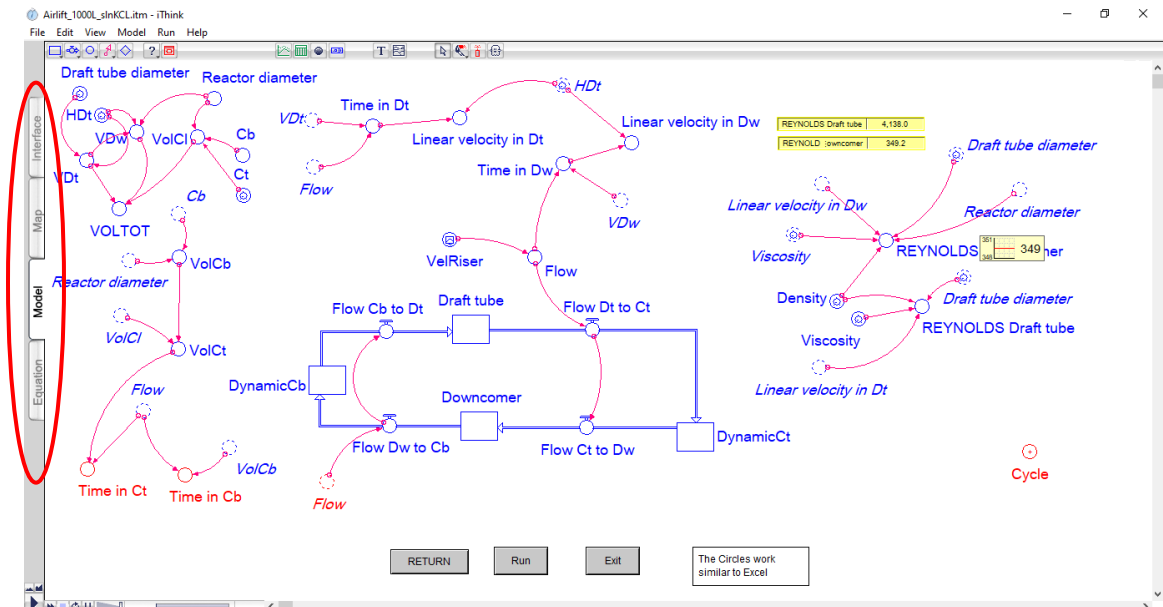 Airlift_1000L_slnKCL.itm - iThink
File Edit View Model Run Help
Interface
Map
Model
Equation
Draft tube diameter
Reactor diameter
HDt
VDw
VolCl
Cb
VDt
Ct
VOLTOT
Cb
VolCb
Reactor diameter
VolCl
VolCt
Flow
VolCb
Time in Ct
Time in Cb
VDt
Time in Dt
HDt
Linear velocity in Dt
Linear velocity in Dw
Flow
Time in Dw
VDw
VelRiser
Flow
Flow Cb to Dt
Draft tube
Flow Dt to Ct
DynamicCb
Downcomer
DynamicCt
Flow Dw to Cb
Flow Ct to Dw
Flow
REYNOLDS Draft tube 4,138.0
REYNOLD owncomer 349.2
Draft tube diameter
Linear velocity in Dw
Reactor diameter
Viscosity
REYNOLDS
351
349
348
ner
Density
Draft tube diameter
Viscosity
REYNOLDS Draft tube
Linear velocity in Dt
Cycle
RETURN
Run
Exit
The Circles work
similar to Excel